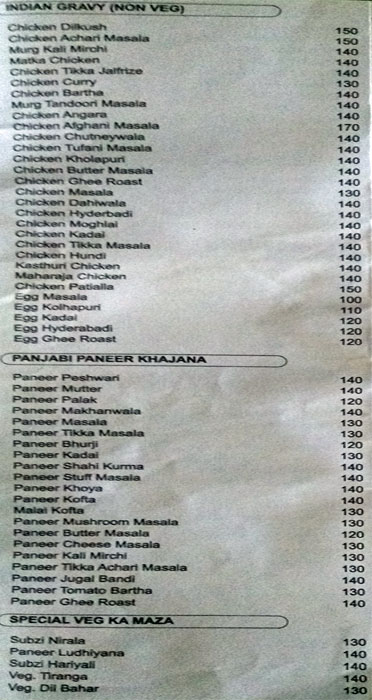 INDIAN GRAVY (NON VEG)
Chicken Dilkush 150
Chicken Achari Masala 150
Murg Kali Mirchi 140
Matka Chicken 140
Chicken Tikka Jalfrize 140
Chicken Curry 130
Chicken Bartha 140
Murg Tandoori Masala 140
Chicken Angara 140
Chicken Afghani Masala 170
Chicken Chutneywala 140
Chicken Tufani Masala 140
Chicken Kholapuri 140
Chicken Butter Masala 140
Chicken Ghee Roast 140
Chicken Masala 130
Chicken Dahiwala 140
Chicken Hyderbadi 140
Chicken Moghlai 140
Chicken Kadai 140
Chicken Tikka Masala 140
Chicken Hundi 140
Kasthuri Chicken 140
Maharaja Chicken 140
Chicken Patialla 150
Egg Masala 100
Egg Kolhapuri 110
Egg Kadai 120
Egg Hyderabadi 120
Egg Ghee Roast 120
PANJABI PANEER KHAJANA
Paneer Peshwari 140
Paneer Mutter 140
Paneer Palak 120
Paneer Makhanwala 140
Paneer Masala 130
Paneer Tikka Masala 130
Paneer Bhurji 120
Paneer Kadai 130
Paneer Shahi Kurma 140
Paneer Stuff Masala 140
Paneer Khoya 140
Paneer Kofta 140
Malai Kofta 130
Paneer Mushroom Masala 130
Paneer Butter Masala 120
Paneer Cheese Masala 130
Paneer Kali Mirchi 130
Paneer Tikka Achari Masala 130
Paneer Jugal Bandi 140
Paneer Tomato Bartha 130
Paneer Ghee Roast 140
SPECIAL VEG KA MAZA
Subzi Nirala 130
Paneer Ludhiyana 140
Subzi Hariyali 140
Veg. Tiranga 140
Veg. Dil Bahar 130